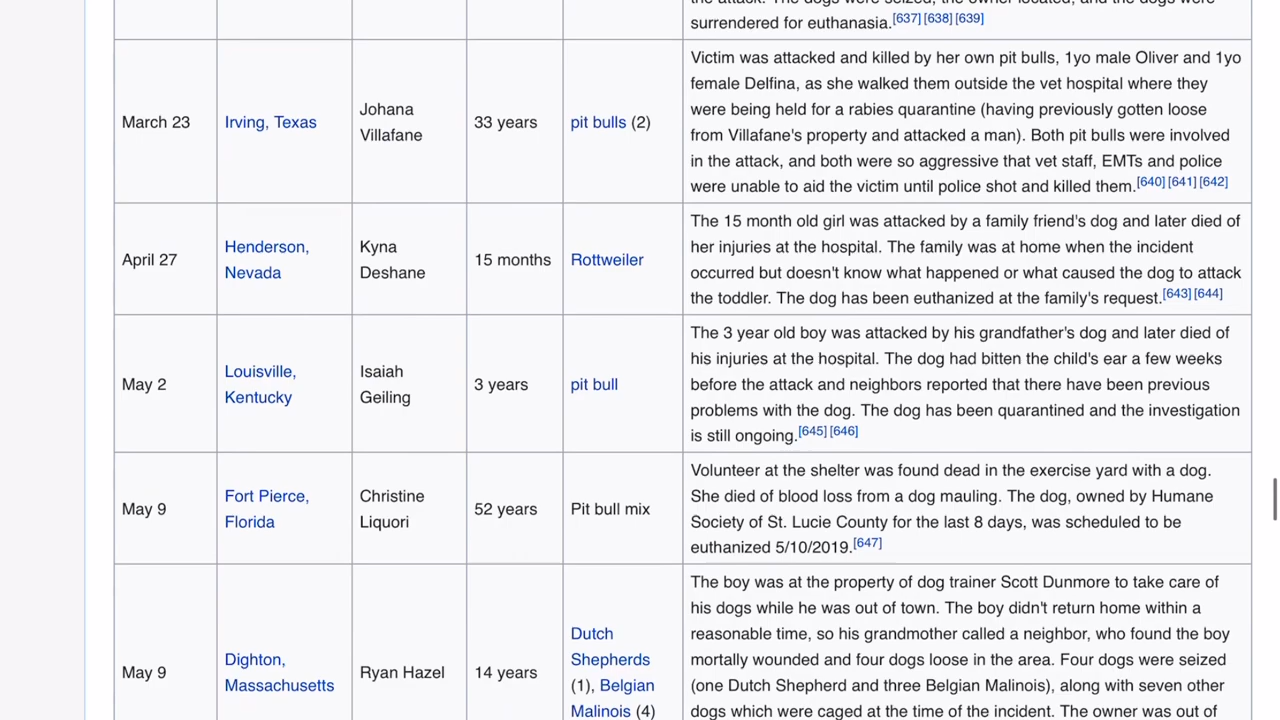 the attack. The dogs were seized, the owner located, and the dogs were
surrendered for euthanasia.[637][638][639]
March 23
Irving, Texas
Johana
Villafane
33 years
pit bulls (2)
Victim was attacked and killed by her own pit bulls, 1yo male Oliver and 1yo
female Delfina, as she walked them outside the vet hospital where they
were being held for a rabies quarantine (having previously gotten loose
from Villafane's property and attacked a man). Both pit bulls were involved
in the attack, and both were so aggressive that vet staff, EMTs and police
were unable to aid the victim until police shot and killed them.[640][641][642]
April 27
Henderson,
Nevada
Kyna
Deshane
15 months
Rottweiler
The 15 month old girl was attacked by a family friend's dog and later died of
her injuries at the hospital. The family was at home when the incident
occurred but doesn't know what happened or what caused the dog to attack
the toddler. The dog has been euthanized at the family's request.[643][644]
May 2
Louisville,
Kentucky
Isaiah
Geiling
3 years
pit bull
The 3 year old boy was attacked by his grandfather's dog and later died of
his injuries at the hospital. The dog had bitten the child's ear a few weeks
before the attack and neighbors reported that there have been previous
problems with the dog. The dog has been quarantined and the investigation
is still ongoing.[645][646]
May 9
Fort Pierce,
Florida
Christine
Liquori
52 years
Pit bull mix
Volunteer at the shelter was found dead in the exercise yard with a dog.
She died of blood loss from a dog mauling. The dog, owned by Humane
Society of St. Lucie County for the last 8 days, was scheduled to be
euthanized 5/10/2019.[647]
May 9
Dighton,
Massachusetts
Ryan Hazel
14 years
Dutch
Shepherds
(1), Belgian
Malinois (4)
The boy was at the property of dog trainer Scott Dunmore to take care of
his dogs while he was out of town. The boy didn't return home within a
reasonable time, so his grandmother called a neighbor, who found the boy
mortally wounded and four dogs loose in the area. Four dogs were seized
(one Dutch Shepherd and three Belgian Malinois), along with seven other
dogs which were caged at the time of the incident. The owner was out of